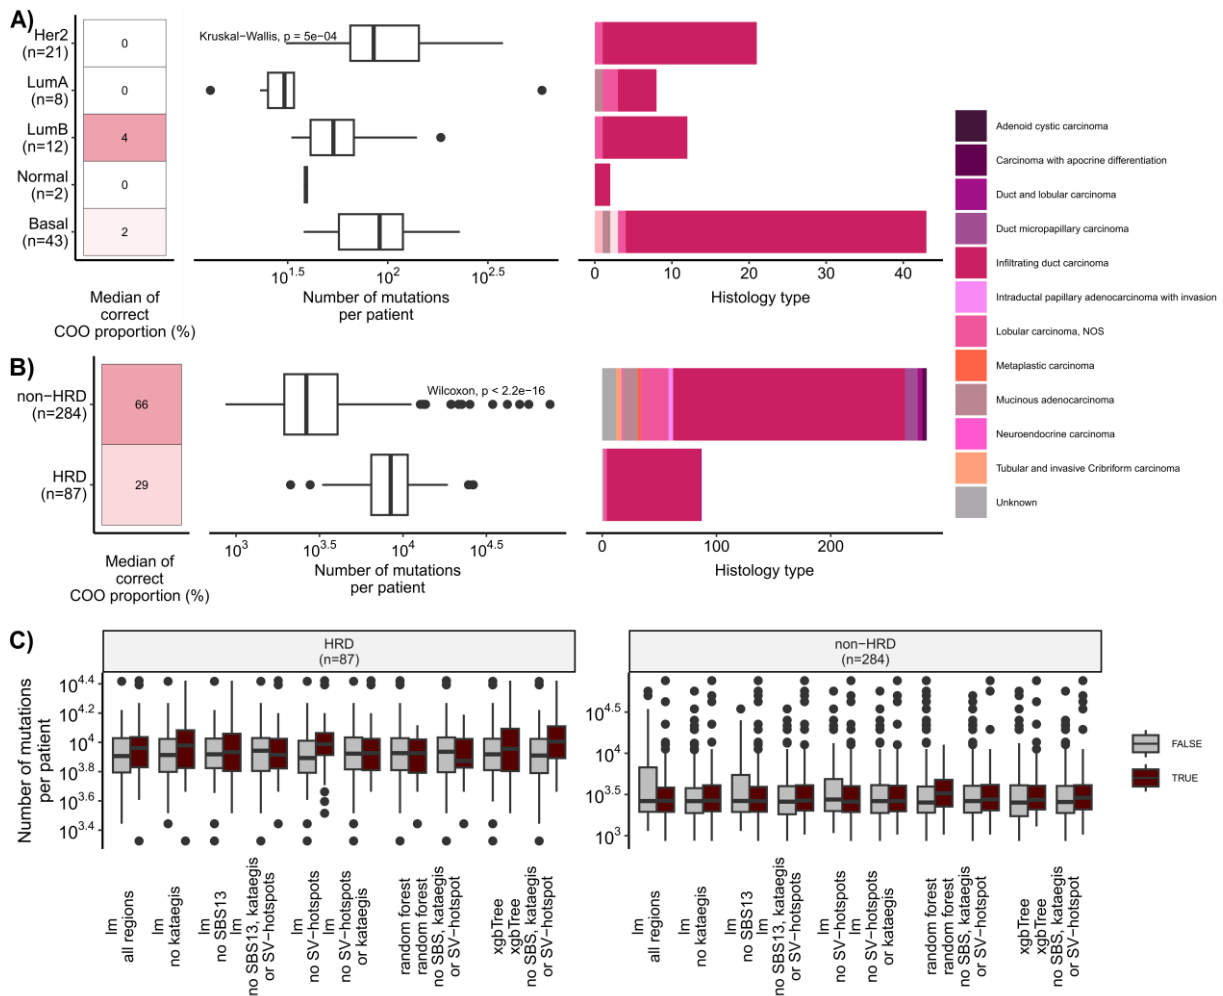 A)
Her2
(n=21)
LumA
(n=8)
LumB
(n=12)
Normal
(n=2)
Basal
(n=43)
0
0
4
0
2
Median of
correct
COO proportion (%)
Kruskal−Wallis, p = 5e−04
10^1.5
10^2
10^2.5
Number of mutations
per patient
0
10
20
30
40
Histology type
Adenoid cystic carcinoma
Carcinoma with apocrine differentiation
Duct and lobular carcinoma
Duct micropapillary carcinoma
Infiltrating duct carcinoma
Intraductal papillary adenocarcinoma with invasion
Lobular carcinoma, NOS
Metaplastic carcinoma
Mucinous adenocarcinoma
Neuroendocrine carcinoma
Tubular and invasive Cribriform carcinoma
Unknown
B)
non−HRD
(n=284)
HRD
(n=87)
66
29
Median of
correct
COO proportion (%)
Wilcoxon, p < 2.2e−16
10^3
10^3.5
10^4
10^4.5
Number of mutations
per patient
0
100
200
Histology type
C)
HRD
(n=87)
Number of mutations
per patient
10^4.4
10^4.2
10^4
10^3.8
10^3.6
10^3.4
lm
all regions
lm
no kataegis
lm
no SBS13
lm
no SBS13, kataegis
or SV−hotspots
lm
no SV−hotspots
lm
no SV−hotspots
or kataegis
random forest
random forest
no SBS, kataegis
or SV−hotspot
xgbTree
xgbTree
no SBS, kataegis
or SV−hotspot
non−HRD
(n=284)
10^4.5
10^4
10^3.5
10^3
lm
all regions
lm
no kataegis
lm
no SBS13
lm
no SBS13, kataegis
or SV−hotspots
lm
no SV−hotspots
lm
no SV−hotspots
or kataegis
random forest
random forest
no SBS, kataegis
or SV−hotspot
xgbTree
xgbTree
no SBS, kataegis
or SV−hotspot
FALSE
TRUE